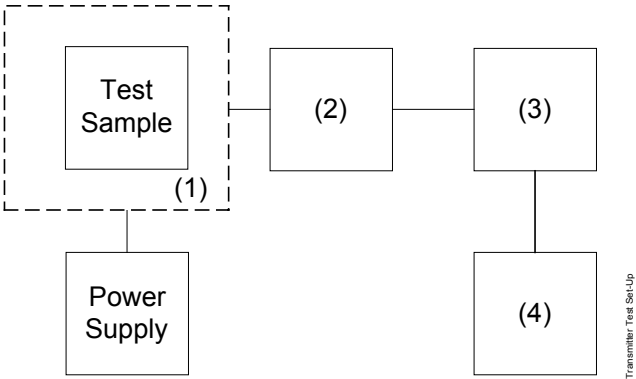 Test
Sample
(1)
(2)
(3)
Power
Supply
(4)
Transmitter Test Set-Up